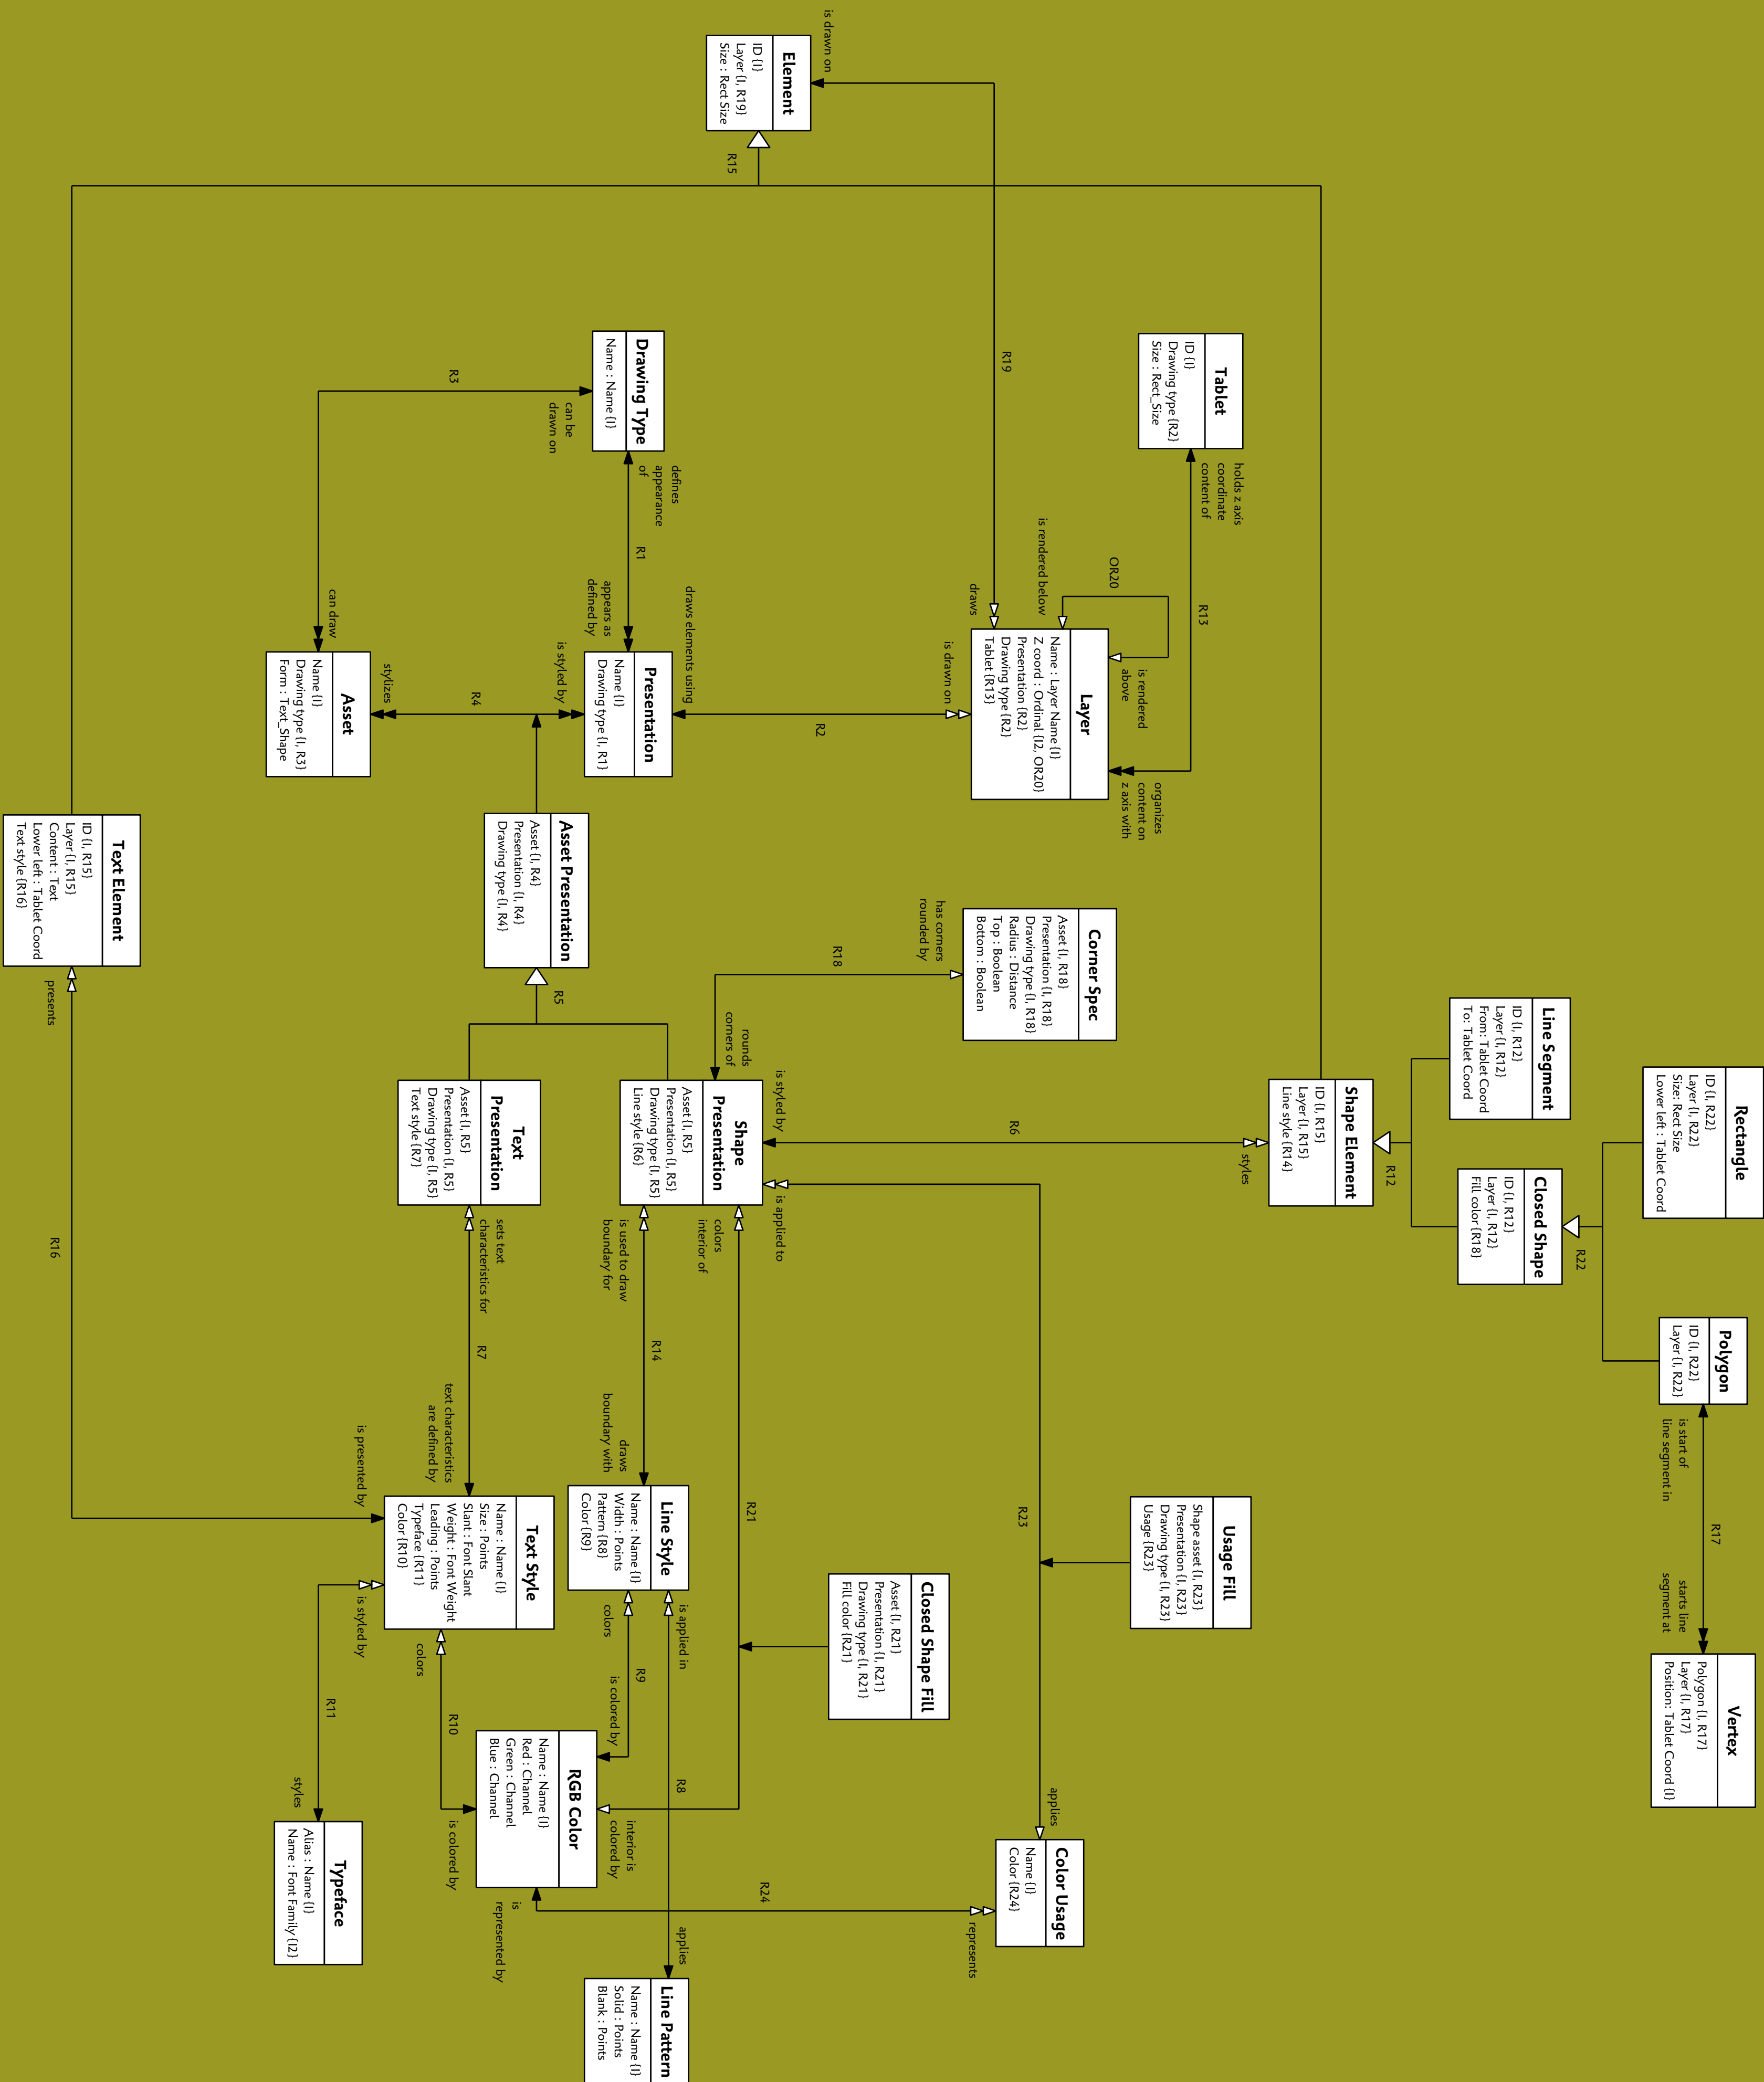 Rectangle
ID {I, R22}
Layer {I, R22}
Size: Rect Size
Lower left : Tablet Coord
Polygon
ID {I, R22}
Layer {I, R22}
is start of
line segment in
R17
starts line
segment at
Vertex
Polygon {I, R17}
Layer {I, R17}
Position: Tablet Coord {I}
R22
Line Segment
ID {I, R12}
Layer {I, R12}
From: Tablet Coord
To: Tablet Coord
Closed Shape
ID {I, R12}
Layer {I, R12}
Fill color {R18}
R12
Shape Element
ID {I, R15}
Layer {I, R15}
Line style {R14}
styles
Tablet
ID {I}
Drawing type {R2}
Size : Rect_Size
holds z axis
coordinate
content of
R13
organizes
content on
z axis with
OR20
is rendered
above
is rendered below
Layer
Name : Layer Name {I}
Z coord : Ordinal {I2, OR20}
Presentation {R2}
Drawing type {R2}
Tablet {R13}
draws
is drawn on
R19
Usage Fill
Shape asset {I, R23}
Presentation {I, R23}
Drawing type {I, R23}
Usage {R23}
Corner Spec
Asset {I, R18}
Presentation {I, R18}
Drawing type {I, R18}
Radius : Distance
Top : Boolean
Bottom : Boolean
has corners
rounded by
R18
rounds
corners of
R6
R23
applies
Color Usage
Name {I}
Color {R24}
represents
R24
Closed Shape Fill
Asset {I, R21}
Presentation {I, R21}
Drawing type {I, R21}
Fill color {R21}
is drawn on
Element
ID {I}
Layer {I, R19}
Size : Rect Size
R15
R2
draws elements using
is styled by
is applied to
Shape
Presentation
Asset {I, R5}
Presentation {I, R5}
Drawing type {I, R5}
Line style {R6}
colors
interior of
R21
is used to draw
boundary for
R14
draws
boundary with
Line Style
Name : Name {I}
Width : Points
Pattern {R8}
Color {R9}
is applied in
R8
applies
Line Pattern
Name : Name {I}
Solid : Points
Blank : Points
Drawing Type
Name : Name {I}
defines
appearance
of
R1
appears as
defined by
Presentation
Name {I}
Drawing type {I, R1}
is styled by
colors
R9
is colored by
interior is
colored by
RGB Color
Name : Name {I}
Red : Channel
Green : Channel
Blue : Channel
is
represented by
Asset Presentation
Asset {I, R4}
Presentation {I, R4}
Drawing type {I, R4}
R5
Text
Presentation
Asset {I, R5}
Presentation {I, R5}
Drawing type {I, R5}
Text style {R7}
sets text
characteristics for
R7
text characteristics
are defined by
Text Style
Name : Name {I}
Size : Points
Slant : Font Slant
Weight : Font Weight
Leading : Points
Typeface {R11}
Color {R10}
colors
R10
is colored by
can be
drawn on
R3
R4
stylizes
can draw
Asset
Name {I}
Drawing type {I, R3}
Form : Text_Shape
is presented by
is styled by
R11
styles
Typeface
Alias : Name {I}
Name : Font Family {I2}
Text Element
ID {I, R15}
Layer {I, R15}
Content : Text
Lower left : Tablet Coord
Text style {R16}
presents
R16